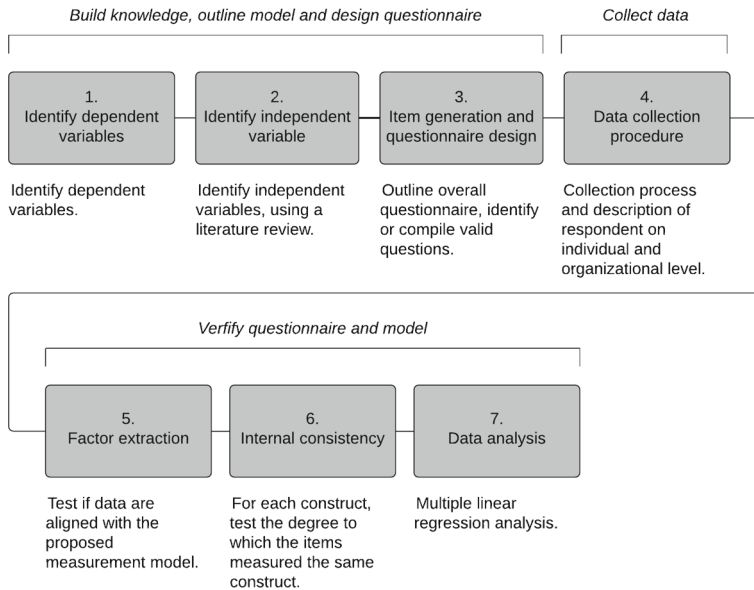 Build knowledge, outline model and design questionnaire
Collect data
1.
Identify dependent
variables
2.
Identify independent
variable
3.
Item generation and
questionnaire design
4.
Data collection
procedure
Identify dependent
variables.
Identify independent
variables, using a
literature review.
Outline overall
questionnaire, identify
or compile valid
questions.
Collection process
and description of
respondent on
individual and
organizational level.
Verfify questionnaire and model
5.
Factor extraction
6.
Internal consistency
7.
Data analysis
Test if data are
aligned with the
proposed
measurement model.
For each construct,
test the degree to
which the items
measured the same
construct.
Multiple linear
regression analysis.